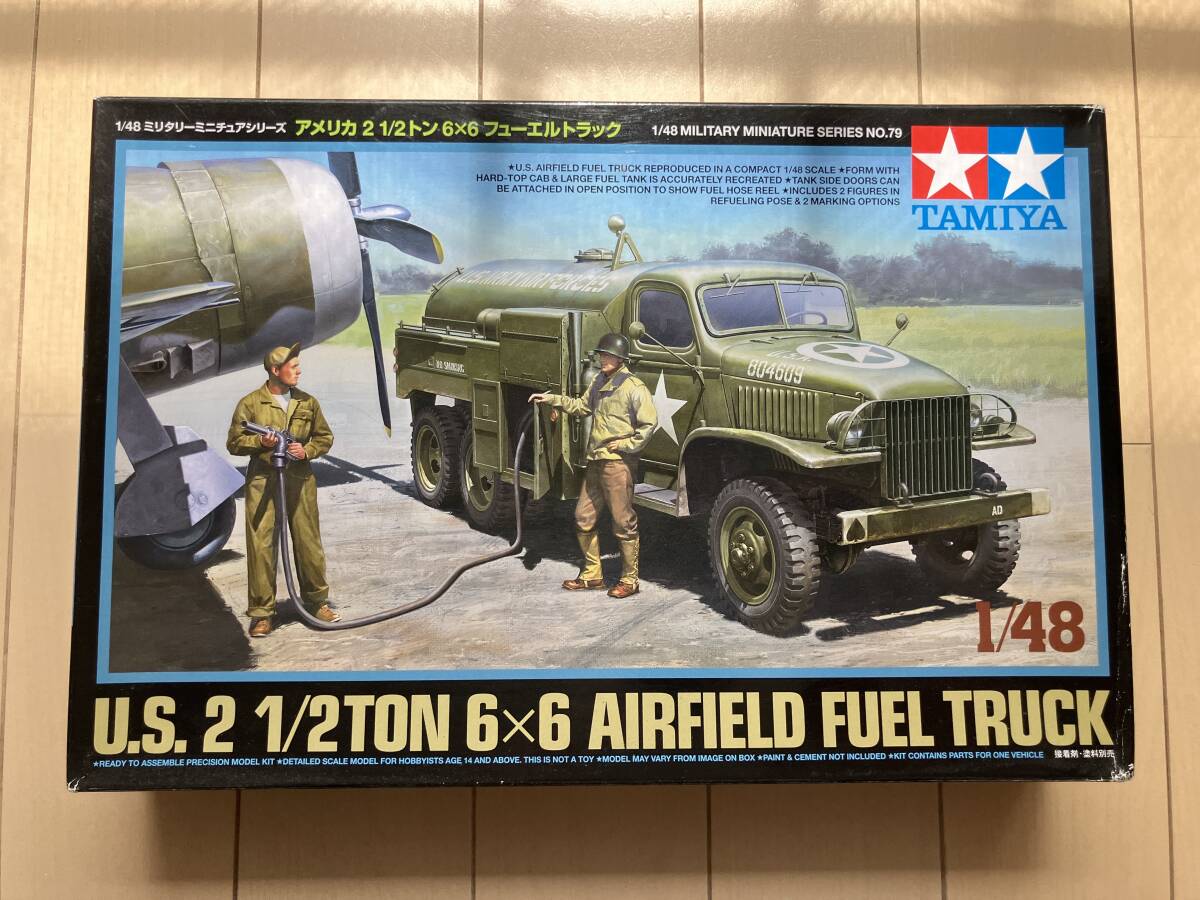 1/48 ミリタリーミニチュアシリーズ アメリカ 2 1/2トン 6×6 フューエルトラック
1/48 MILITARY MINIATURE SERIES NO.79
★U.S. AIRFIELD FUEL TRUCK REPRODUCED IN A COMPACT 1/48 SCALE ★FORM WITH
HARD-TOP CAB & LARGE FUEL TANK IS ACCURATELY RECREATED ★TANK SIDE DOORS CAN
BE ATTACHED IN OPEN POSITION TO SHOW FUEL HOSE REEL ★INCLUDES 2 FIGURES IN
REFUELING POSE & 2 MARKING OPTIONS
TAMIYA
U.S.A.
804609
AD
1/48
U.S. 2 1/2TON 6×6 AIRFIELD FUEL TRUCK
★READY TO ASSEMBLE PRECISION MODEL KIT ★DETAILED SCALE MODEL FOR HOBBYISTS AGE 14 AND ABOVE. THIS IS NOT A TOY ★MODEL MAY VARY FROM IMAGE ON BOX ★PAINT & CEMENT NOT INCLUDED ★KIT CONTAINS PARTS FOR ONE VEHICLE 接着剤・塗料別売